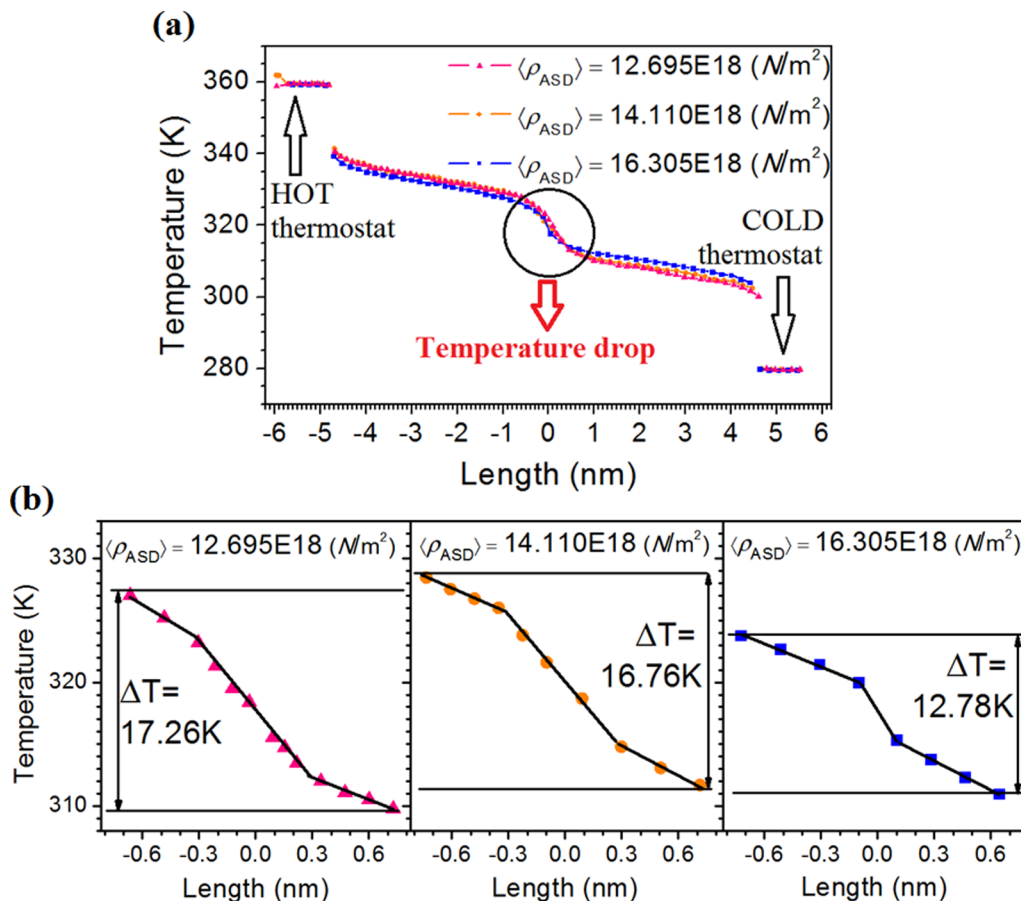 (a)
⟨ρASD⟩ = 12.695E18 (N/m²)
⟨ρASD⟩ = 14.110E18 (N/m²)
⟨ρASD⟩ = 16.305E18 (N/m²)
HOT
thermostat
COLD
thermostat
Temperature drop
Temperature (K)
360
340
320
300
280
-6 -5 -4 -3 -2 -1 0 1 2 3 4 5 6
Length (nm)
(b)
⟨ρASD⟩ = 12.695E18 (N/m²)
⟨ρASD⟩ = 14.110E18 (N/m²)
⟨ρASD⟩ = 16.305E18 (N/m²)
Temperature (K)
330
320
310
ΔT=
17.26K
ΔT=
16.76K
ΔT=
12.78K
-0.6 -0.3 0.0 0.3 0.6
-0.6 -0.3 0.0 0.3 0.6
-0.6 -0.3 0.0 0.3 0.6
Length (nm)
Length (nm)
Length (nm)